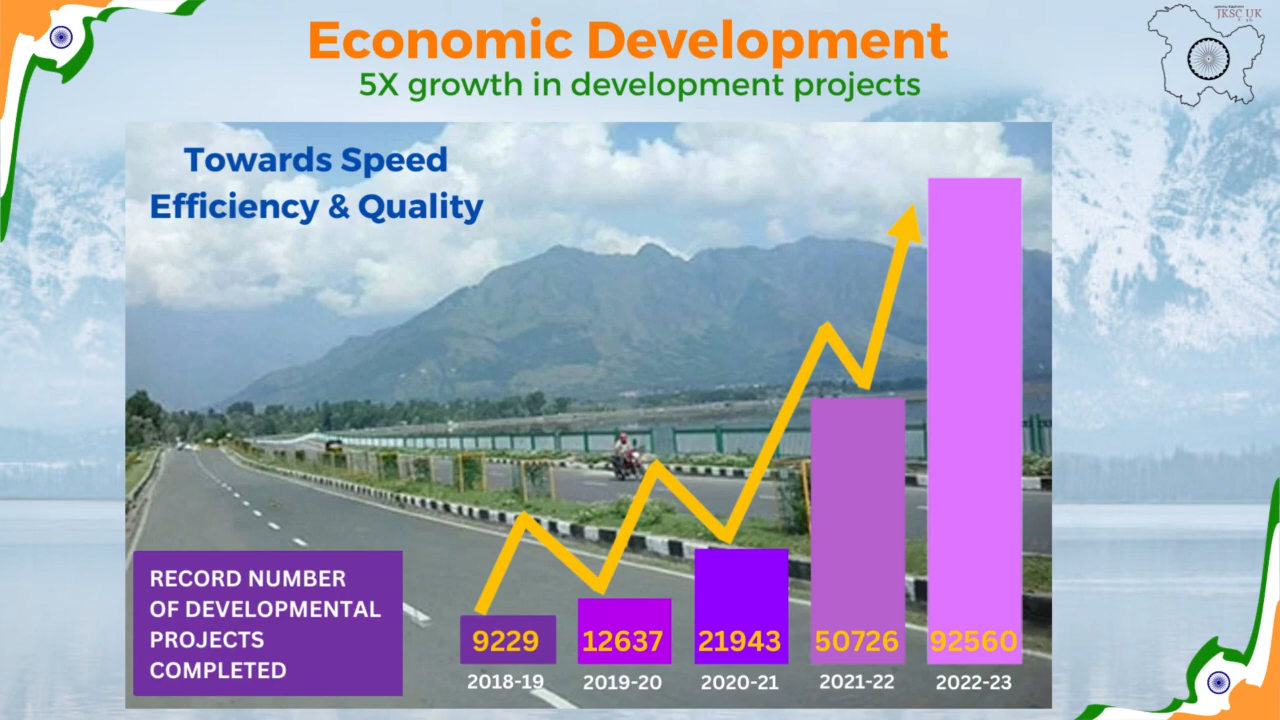 Economic Development
5X growth in development projects
JKSC UK
Towards Speed
Efficiency & Quality
RECORD NUMBER
OF DEVELOPMENTAL
PROJECTS
COMPLETED
9229
12637
21943
50726
92560
2018-19
2019-20
2020-21
2021-22
2022-23